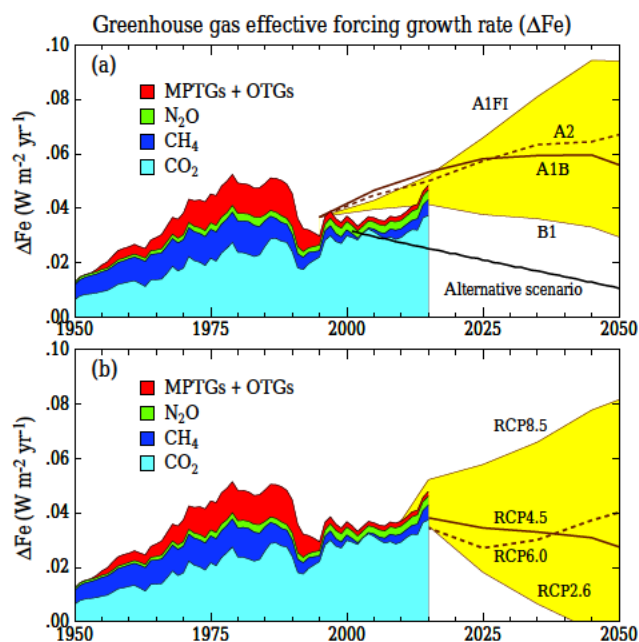 Greenhouse gas effective forcing growth rate (ΔFe)
.10
(a)
MPTGs + OTGs
.08
N₂O
A1FI
CH₄
A2
.06
CO₂
A1B
.04
B1
.02
Alternative scenario
.00
ΔFe (W m⁻² yr⁻¹)
1950 1975 2000 2025 2050
.10
(b)
MPTGs + OTGs
RCP8.5
.08
N₂O
CH₄
.06
CO₂
RCP4.5
.04
RCP6.0
.02
RCP2.6
.00
ΔFe (W m⁻² yr⁻¹)
1950 1975 2000 2025 2050